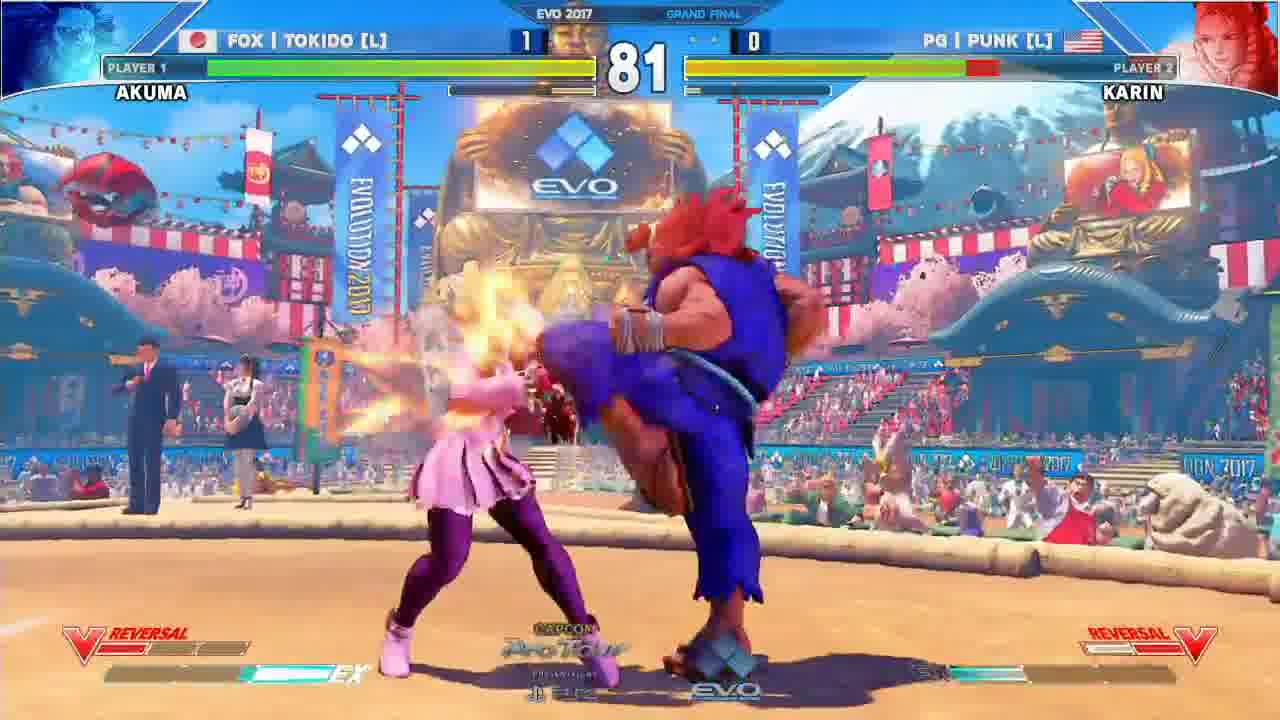 EVO 2017 GRAND FINAL
FOX | TOKIDO [L] 1 81 0 PG | PUNK [L]
PLAYER 1 PLAYER 2
AKUMA KARIN
EVO
EVOLUTION 2017
REVERSAL REVERSAL
EX
CAPCOM
Pro Tour
EVO